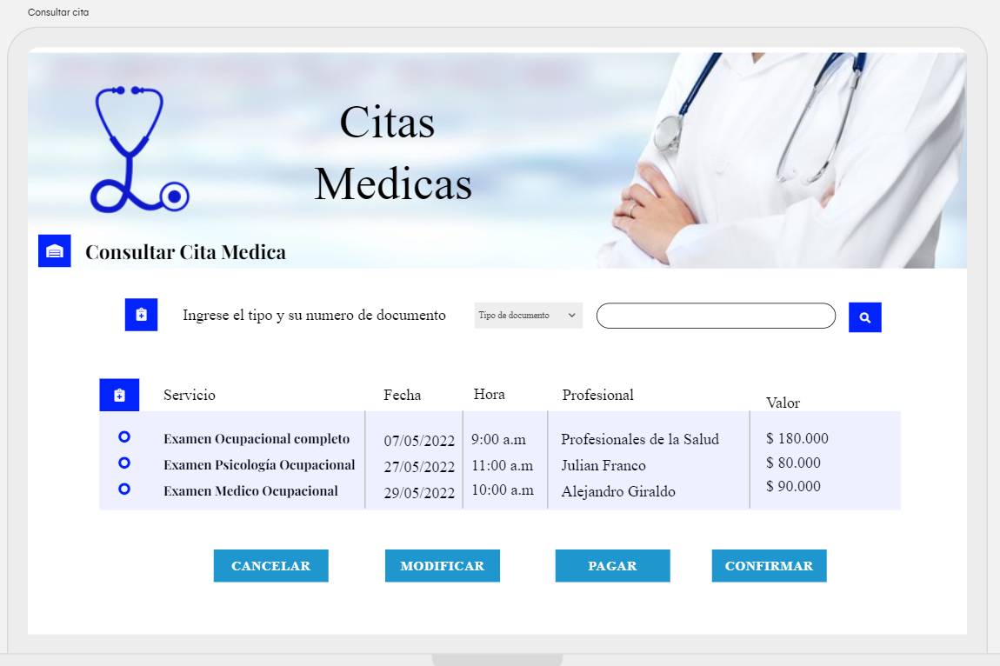 Consultar cita
Citas
Medicas
Consultar Cita Medica
Ingrese el tipo y su numero de documento
Tipo de documento
Servicio Fecha Hora Profesional Valor
Examen Ocupacional completo 07/05/2022 9:00 a.m Profesionales de la Salud $ 180.000
Examen Psicología Ocupacional 27/05/2022 11:00 a.m Julian Franco $ 80.000
Examen Medico Ocupacional 29/05/2022 10:00 a.m Alejandro Giraldo $ 90.000
CANCELAR MODIFICAR PAGAR CONFIRMAR